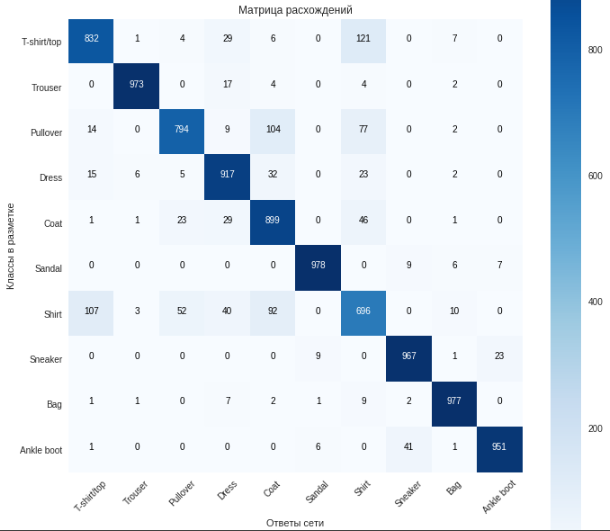 Матрица расхождений
T-shirt/top 832 1 4 29 6 0 121 0 7 0
Trouser 0 973 0 17 4 0 4 0 2 0
Pullover 14 0 794 9 104 0 77 0 2 0
Dress 15 6 5 917 32 0 23 0 2 0
Coat 1 1 23 29 899 0 46 0 1 0
Sandal 0 0 0 0 0 978 0 9 6 7
Shirt 107 3 52 40 92 0 696 0 10 0
Sneaker 0 0 0 0 0 9 0 967 1 23
Bag 1 1 0 7 2 1 9 2 977 0
Ankle boot 1 0 0 0 0 6 0 41 1 951
T-shirt/top Trouser Pullover Dress Coat Sandal Shirt Sneaker Bag Ankle boot
Ответы сети
Классы в разметке
800
600
400
200